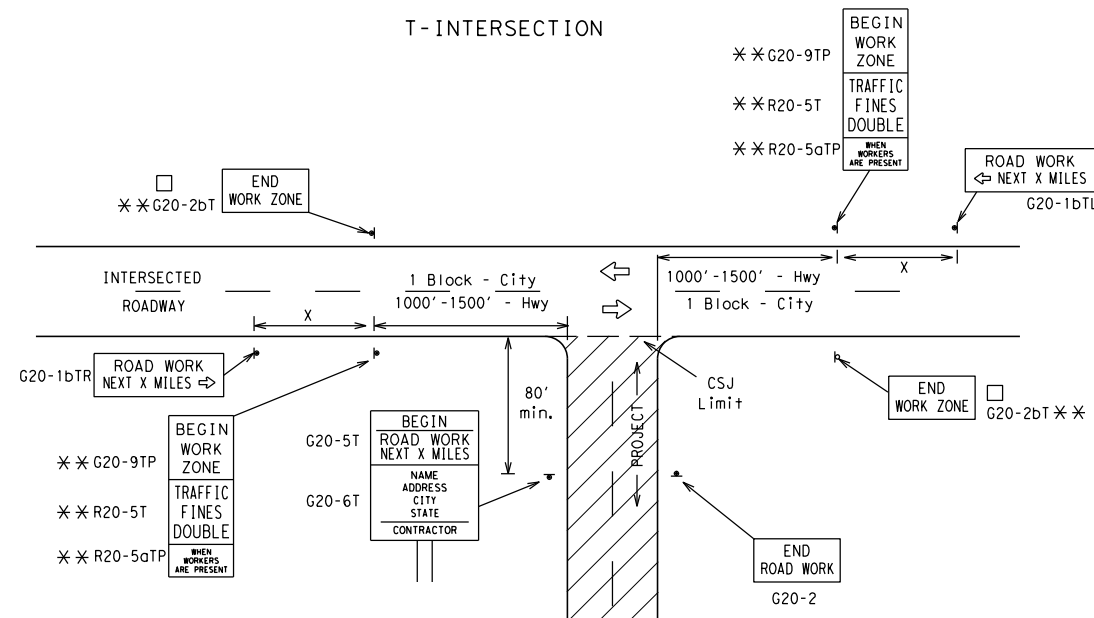 T-INTERSECTION
BEGIN
WORK
ZONE
TRAFFIC
FINES
DOUBLE
WHEN
WORKERS
ARE PRESENT
**G20-9TP
**R20-5T
**R20-5aTP
ROAD WORK
⇦ NEXT X MILES
G20-1bTL
END
WORK ZONE
□
**G20-2bT
INTERSECTED
ROADWAY
1 Block - City
1000'-1500' - Hwy
X
1000'-1500' - Hwy
1 Block - City
X
G20-1bTR
ROAD WORK
NEXT X MILES ⇨
80'
min.
PROJECT
CSJ
Limit
END
WORK ZONE
□
G20-2bT **
BEGIN
WORK
ZONE
TRAFFIC
FINES
DOUBLE
WHEN
WORKERS
ARE PRESENT
**G20-9TP
**R20-5T
**R20-5aTP
G20-5T
BEGIN
ROAD WORK
NEXT X MILES
G20-6T
NAME
ADDRESS
CITY
STATE
CONTRACTOR
END
ROAD WORK
G20-2